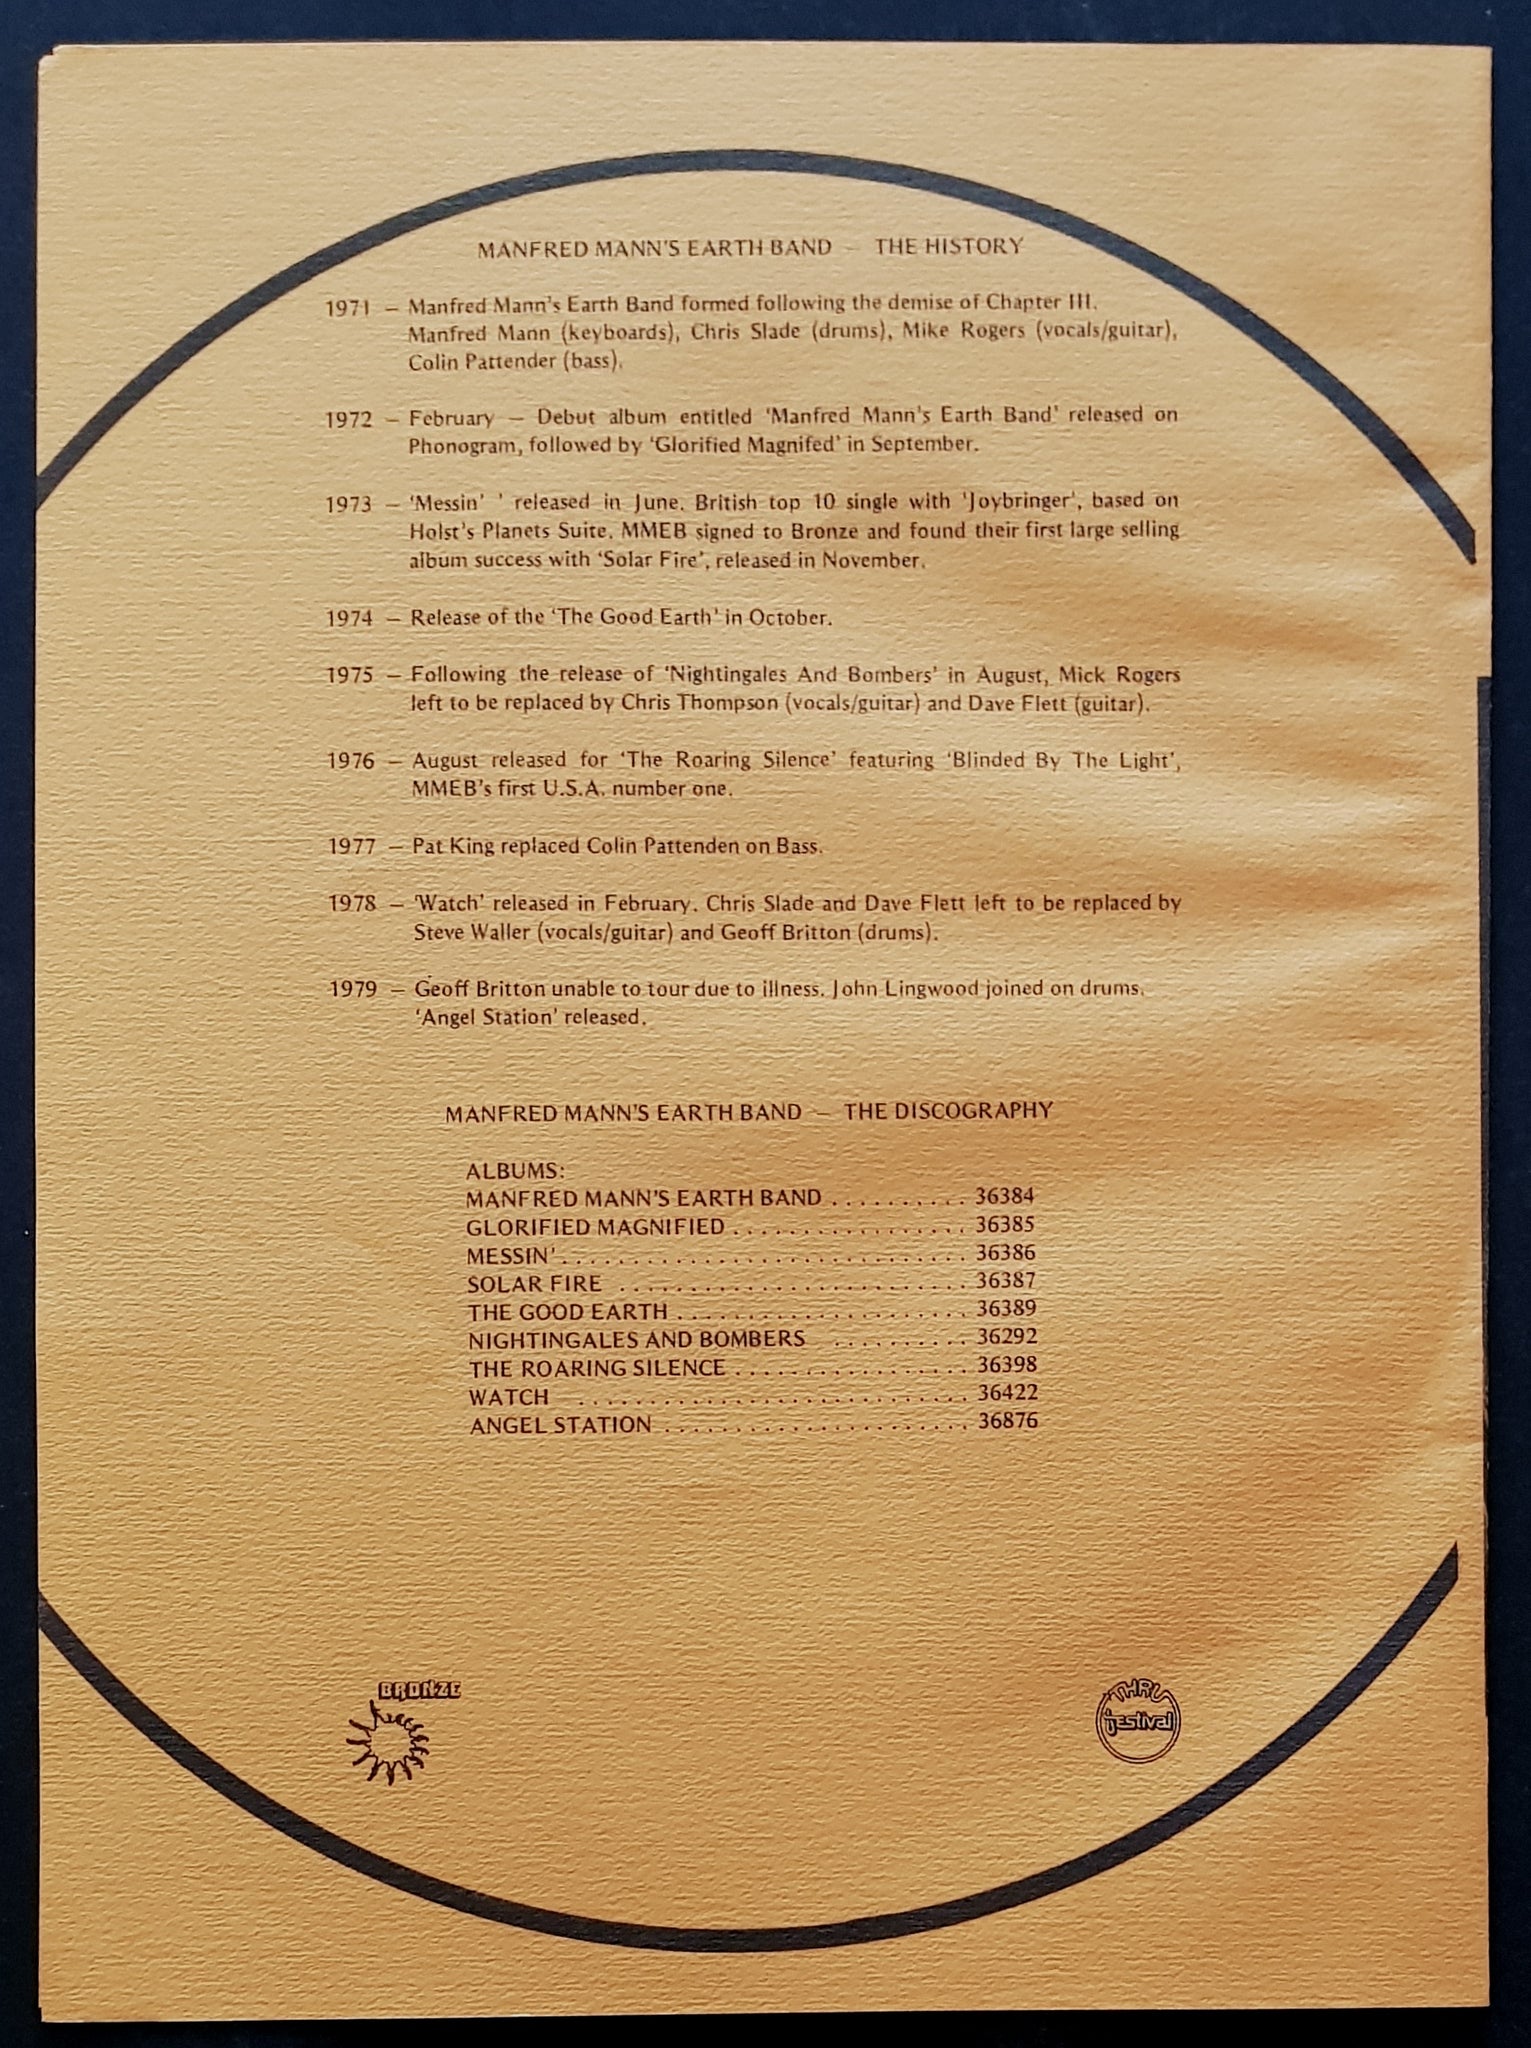 MANFRED MANN'S EARTH BAND – THE HISTORY
1971 – Manfred Mann's Earth Band formed following the demise of Chapter III.
Manfred Mann (keyboards), Chris Slade (drums), Mike Rogers (vocals/guitar),
Colin Pattender (bass).
1972 – February – Debut album entitled 'Manfred Mann's Earth Band' released on
Phonogram, followed by 'Glorified Magnifed' in September.
1973 – 'Messin' ' released in June. British top 10 single with 'Joybringer', based on
Holst's Planets Suite. MMEB signed to Bronze and found their first large selling
album success with 'Solar Fire', released in November.
1974 – Release of the 'The Good Earth' in October.
1975 – Following the release of 'Nightingales And Bombers' in August, Mick Rogers
left to be replaced by Chris Thompson (vocals/guitar) and Dave Flett (guitar).
1976 – August released for 'The Roaring Silence' featuring 'Blinded By The Light',
MMEB's first U.S.A. number one.
1977 – Pat King replaced Colin Pattenden on Bass.
1978 – 'Watch' released in February. Chris Slade and Dave Flett left to be replaced by
Steve Waller (vocals/guitar) and Geoff Britton (drums).
1979 – Geoff Britton unable to tour due to illness. John Lingwood joined on drums.
'Angel Station' released.
MANFRED MANN'S EARTH BAND – THE DISCOGRAPHY
ALBUMS:
MANFRED MANN'S EARTH BAND .......... 36384
GLORIFIED MAGNIFIED ................. 36385
MESSIN' ............................. 36386
SOLAR FIRE ......................... 36387
THE GOOD EARTH ..................... 36389
NIGHTINGALES AND BOMBERS .......... 36292
THE ROARING SILENCE ................. 36398
WATCH ............................ 36422
ANGEL STATION ...................... 36876
BRONZE
THRU
festival